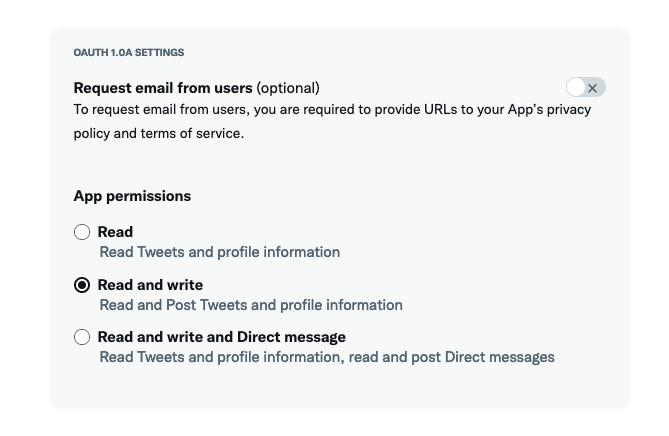 OAUTH 1.0A SETTINGS
Request email from users (optional)
To request email from users, you are required to provide URLs to your App's privacy
policy and terms of service.
App permissions
Read
Read Tweets and profile information
Read and write
Read and Post Tweets and profile information
Read and write and Direct message
Read Tweets and profile information, read and post Direct messages